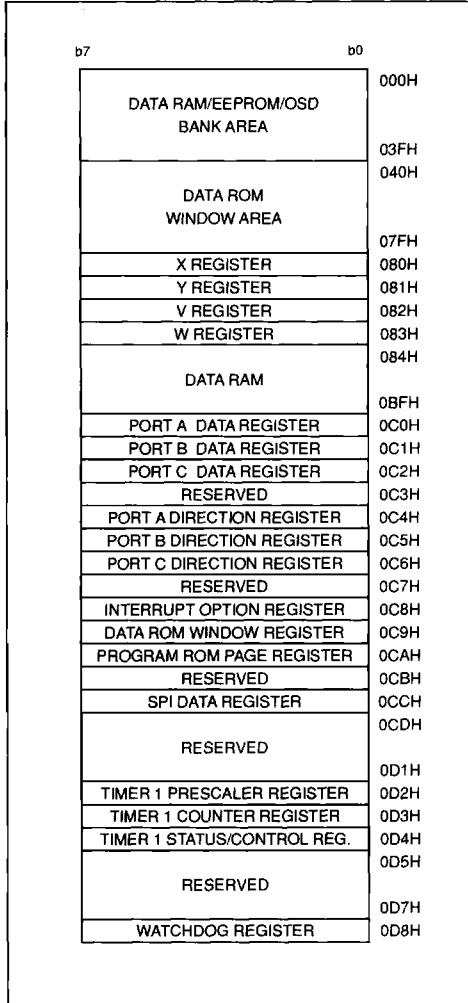 b7 b0
000H
DATA RAM/EEPROM/OSD
BANK AREA
03FH
040H
DATA ROM
WINDOW AREA
07FH
X REGISTER 080H
Y REGISTER 081H
V REGISTER 082H
W REGISTER 083H
084H
DATA RAM
0BFH
PORT A DATA REGISTER 0C0H
PORT B DATA REGISTER 0C1H
PORT C DATA REGISTER 0C2H
RESERVED 0C3H
PORT A DIRECTION REGISTER 0C4H
PORT B DIRECTION REGISTER 0C5H
PORT C DIRECTION REGISTER 0C6H
RESERVED 0C7H
INTERRUPT OPTION REGISTER 0C8H
DATA ROM WINDOW REGISTER 0C9H
PROGRAM ROM PAGE REGISTER 0CAH
RESERVED 0CBH
SPI DATA REGISTER 0CCH
0CDH
RESERVED
0D1H
TIMER 1 PRESCALER REGISTER 0D2H
TIMER 1 COUNTER REGISTER 0D3H
TIMER 1 STATUS/CONTROL REG. 0D4H
0D5H
RESERVED
0D7H
WATCHDOG REGISTER 0D8H